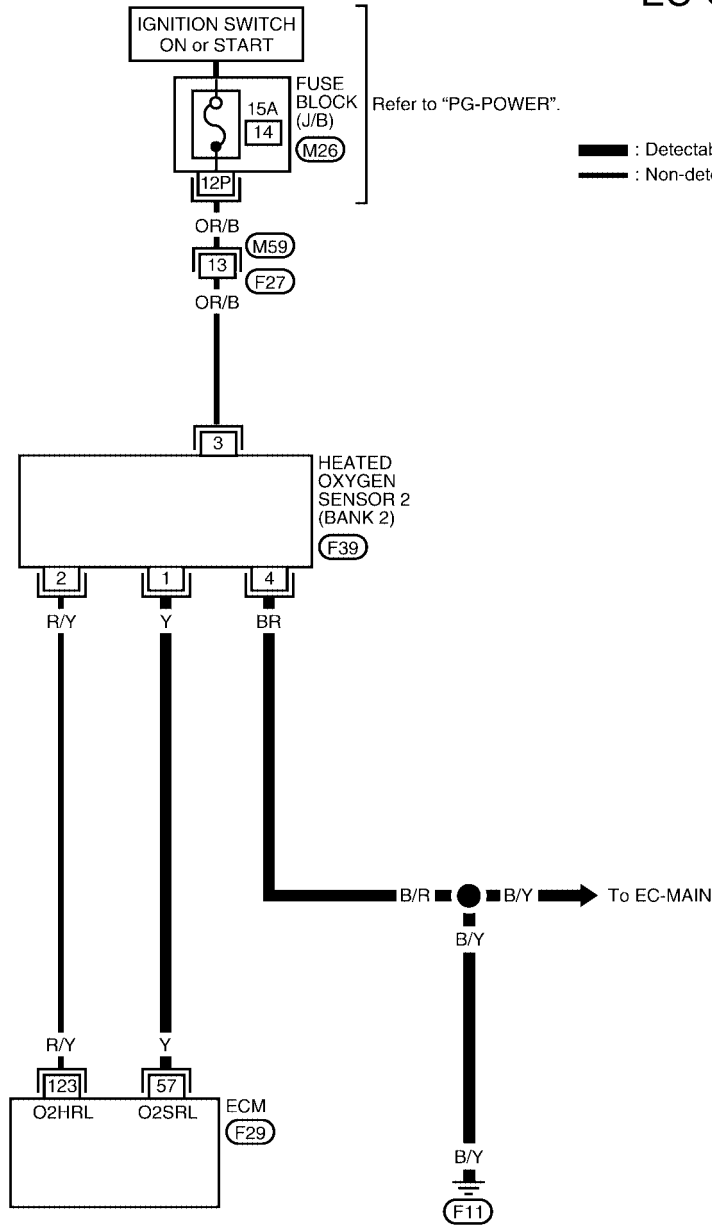 IGNITION SWITCH
ON or START
FUSE
BLOCK
(J/B)
15A
14
M26
Refer to "PG-POWER".
: Detectab
: Non-dete
12P
OR/B
M59
13
F27
OR/B
3
HEATED
OXYGEN
SENSOR 2
(BANK 2)
F39
2
1
4
R/Y
Y
BR
B/R
B/Y
To EC-MAIN
B/Y
R/Y
Y
123
57
O2HRL
O2SRL
ECM
F29
B/Y
F11